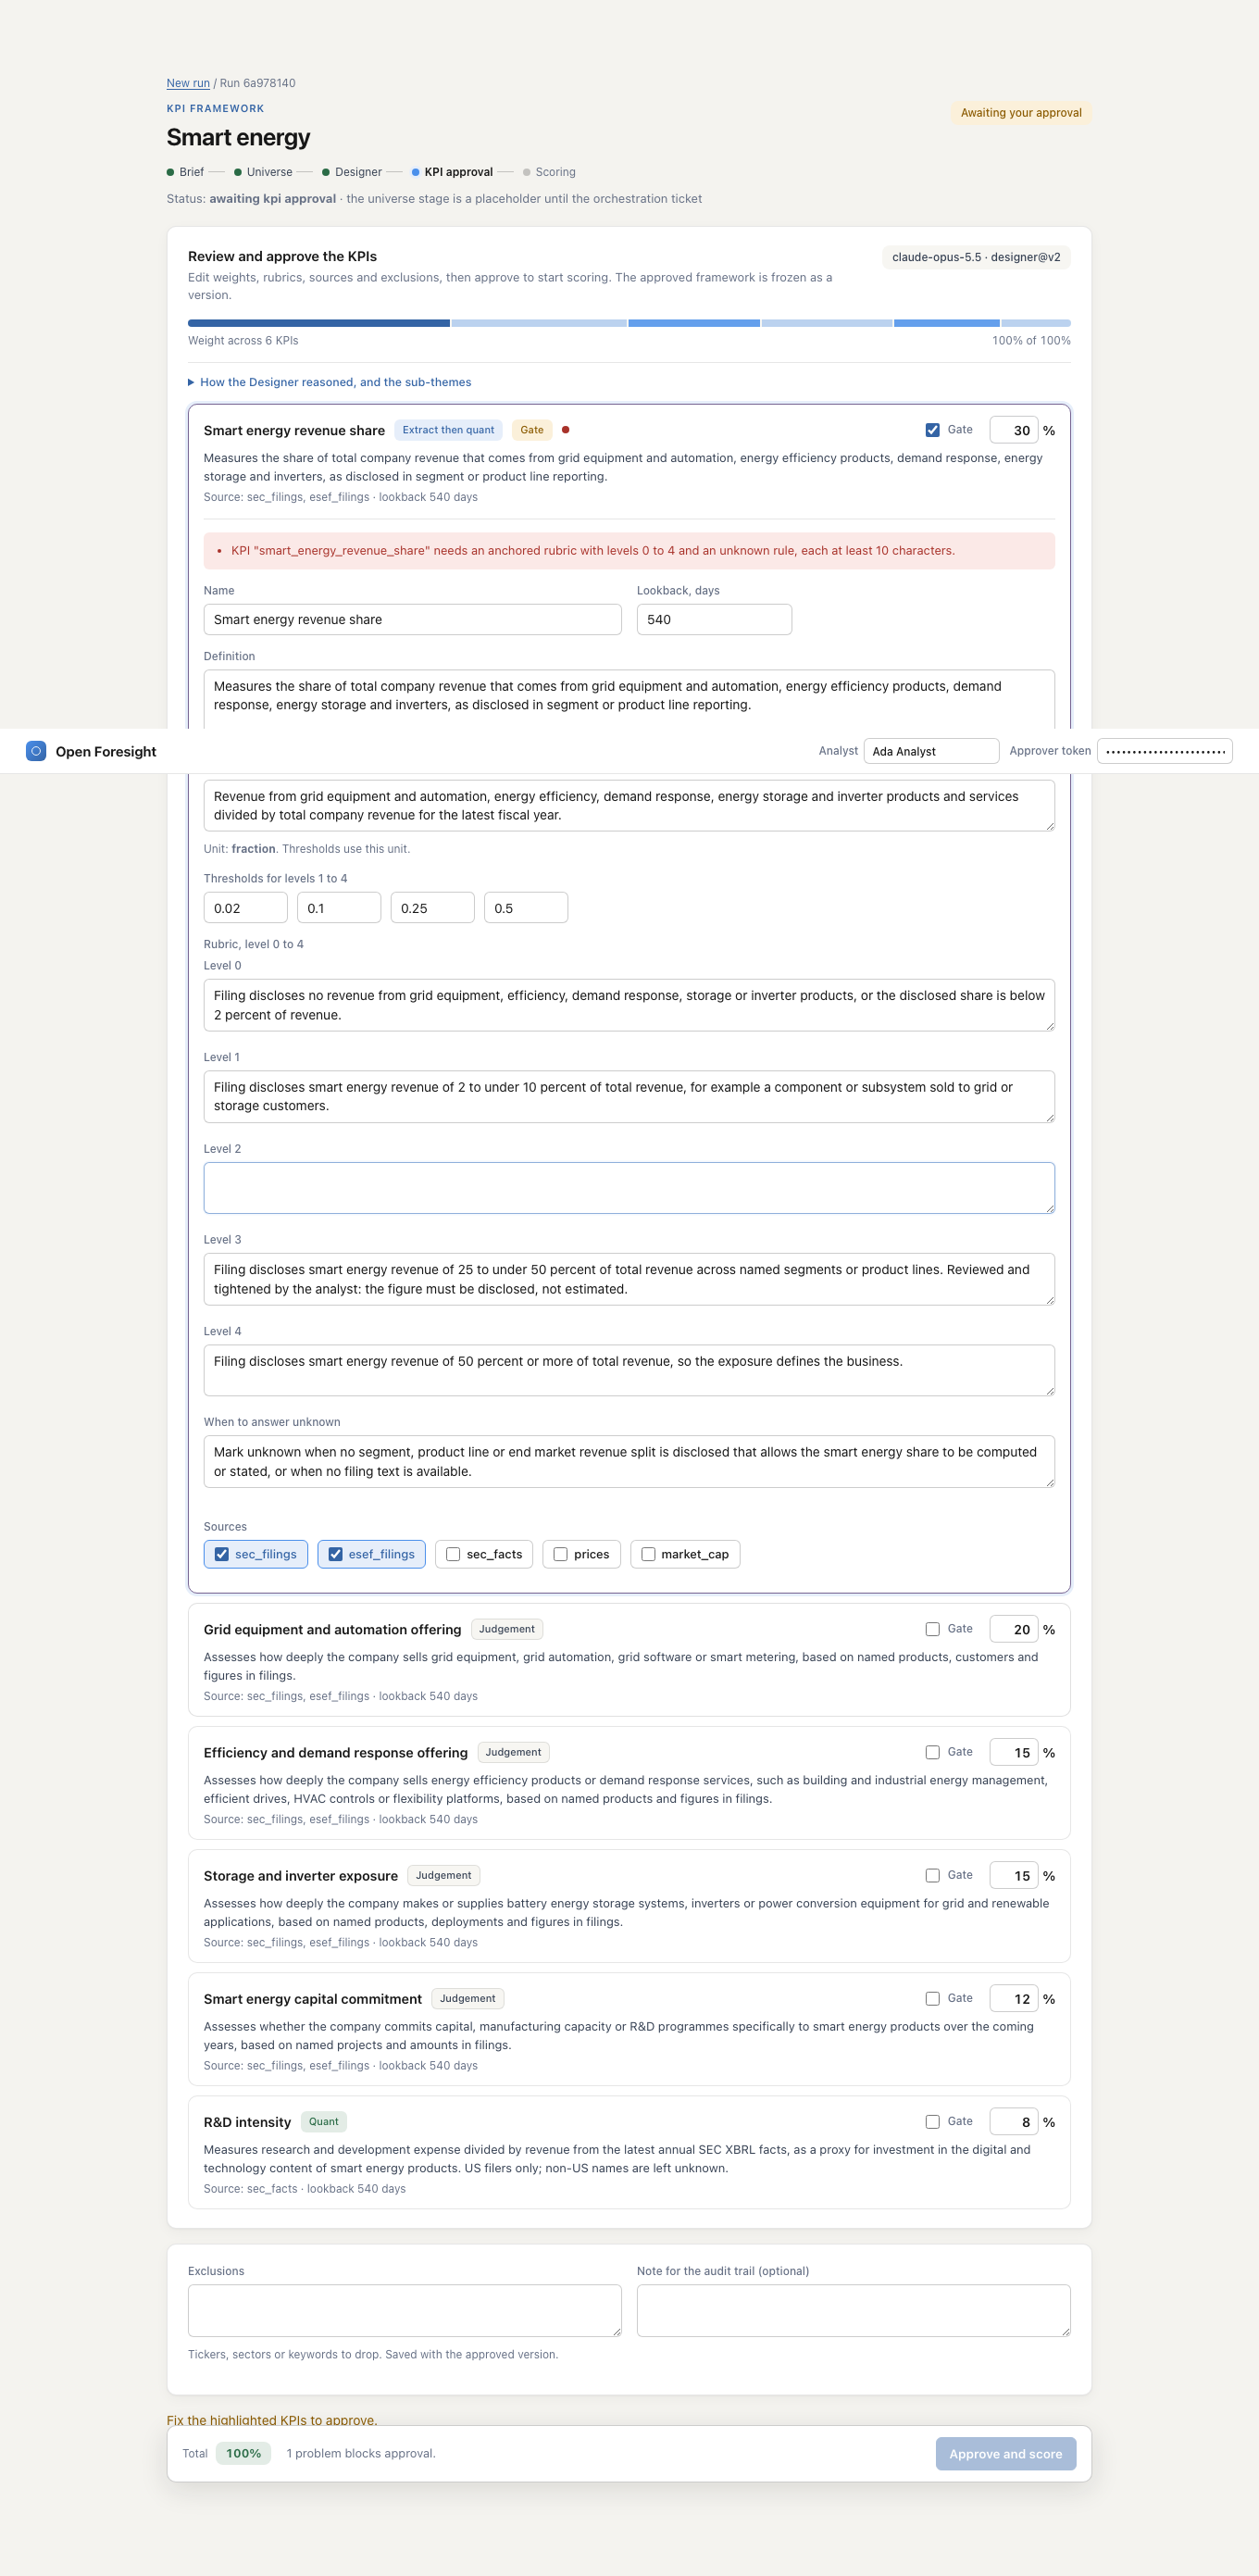 New run / Run 6a978140
KPI FRAMEWORK
Awaiting your approval
Smart energy
Brief
Universe
Designer
KPI approval
Scoring
Status: awaiting kpi approval · the universe stage is a placeholder until the orchestration ticket
Review and approve the KPIs
claude-opus-5.5 · designer@v2
Edit weights, rubrics, sources and exclusions, then approve to start scoring. The approved framework is frozen as a
version.
Weight across 6 KPIs
100% of 100%
How the Designer reasoned, and the sub-themes
Smart energy revenue share Extract then quant Gate Gate 30 %
Measures the share of total company revenue that comes from grid equipment and automation, energy efficiency products, demand response, energy
storage and inverters, as disclosed in segment or product line reporting.
Source: sec_filings, esef_filings · lookback 540 days
• KPI "smart_energy_revenue_share" needs an anchored rubric with levels 0 to 4 and an unknown rule, each at least 10 characters.
Name
Lookback, days
Smart energy revenue share
540
Definition
Measures the share of total company revenue that comes from grid equipment and automation, energy efficiency products, demand
response, energy storage and inverters, as disclosed in segment or product line reporting.
Open Foresight
Analyst Ada Analyst Approver token
Revenue from grid equipment and automation, energy efficiency, demand response, energy storage and inverter products and services
divided by total company revenue for the latest fiscal year.
Unit: fraction. Thresholds use this unit.
Thresholds for levels 1 to 4
0.02 0.1 0.25 0.5
Rubric, level 0 to 4
Level 0
Filing discloses no revenue from grid equipment, efficiency, demand response, storage or inverter products, or the disclosed share is below
2 percent of revenue.
Level 1
Filing discloses smart energy revenue of 2 to under 10 percent of total revenue, for example a component or subsystem sold to grid or
storage customers.
Level 2
Level 3
Filing discloses smart energy revenue of 25 to under 50 percent of total revenue across named segments or product lines. Reviewed and
tightened by the analyst: the figure must be disclosed, not estimated.
Level 4
Filing discloses smart energy revenue of 50 percent or more of total revenue, so the exposure defines the business.
When to answer unknown
Mark unknown when no segment, product line or end market revenue split is disclosed that allows the smart energy share to be computed
or stated, or when no filing text is available.
Sources
sec_filings esef_filings sec_facts prices market_cap
Grid equipment and automation offering Judgement Gate 20 %
Assesses how deeply the company sells grid equipment, grid automation, grid software or smart metering, based on named products, customers and
figures in filings.
Source: sec_filings, esef_filings · lookback 540 days
Efficiency and demand response offering Judgement Gate 15 %
Assesses how deeply the company sells energy efficiency products or demand response services, such as building and industrial energy management,
efficient drives, HVAC controls or flexibility platforms, based on named products and figures in filings.
Source: sec_filings, esef_filings · lookback 540 days
Storage and inverter exposure Judgement Gate 15 %
Assesses how deeply the company makes or supplies battery energy storage systems, inverters or power conversion equipment for grid and renewable
applications, based on named products, deployments and figures in filings.
Source: sec_filings, esef_filings · lookback 540 days
Smart energy capital commitment Judgement Gate 12 %
Assesses whether the company commits capital, manufacturing capacity or R&D programmes specifically to smart energy products over the coming
years, based on named projects and amounts in filings.
Source: sec_filings, esef_filings · lookback 540 days
R&D intensity Quant Gate 8 %
Measures research and development expense divided by revenue from the latest annual SEC XBRL facts, as a proxy for investment in the digital and
technology content of smart energy products. US filers only; non-US names are left unknown.
Source: sec_facts · lookback 540 days
Exclusions
Note for the audit trail (optional)
Tickers, sectors or keywords to drop. Saved with the approved version.
Fix the highlighted KPIs to approve.
Total 100% 1 problem blocks approval.
Approve and score